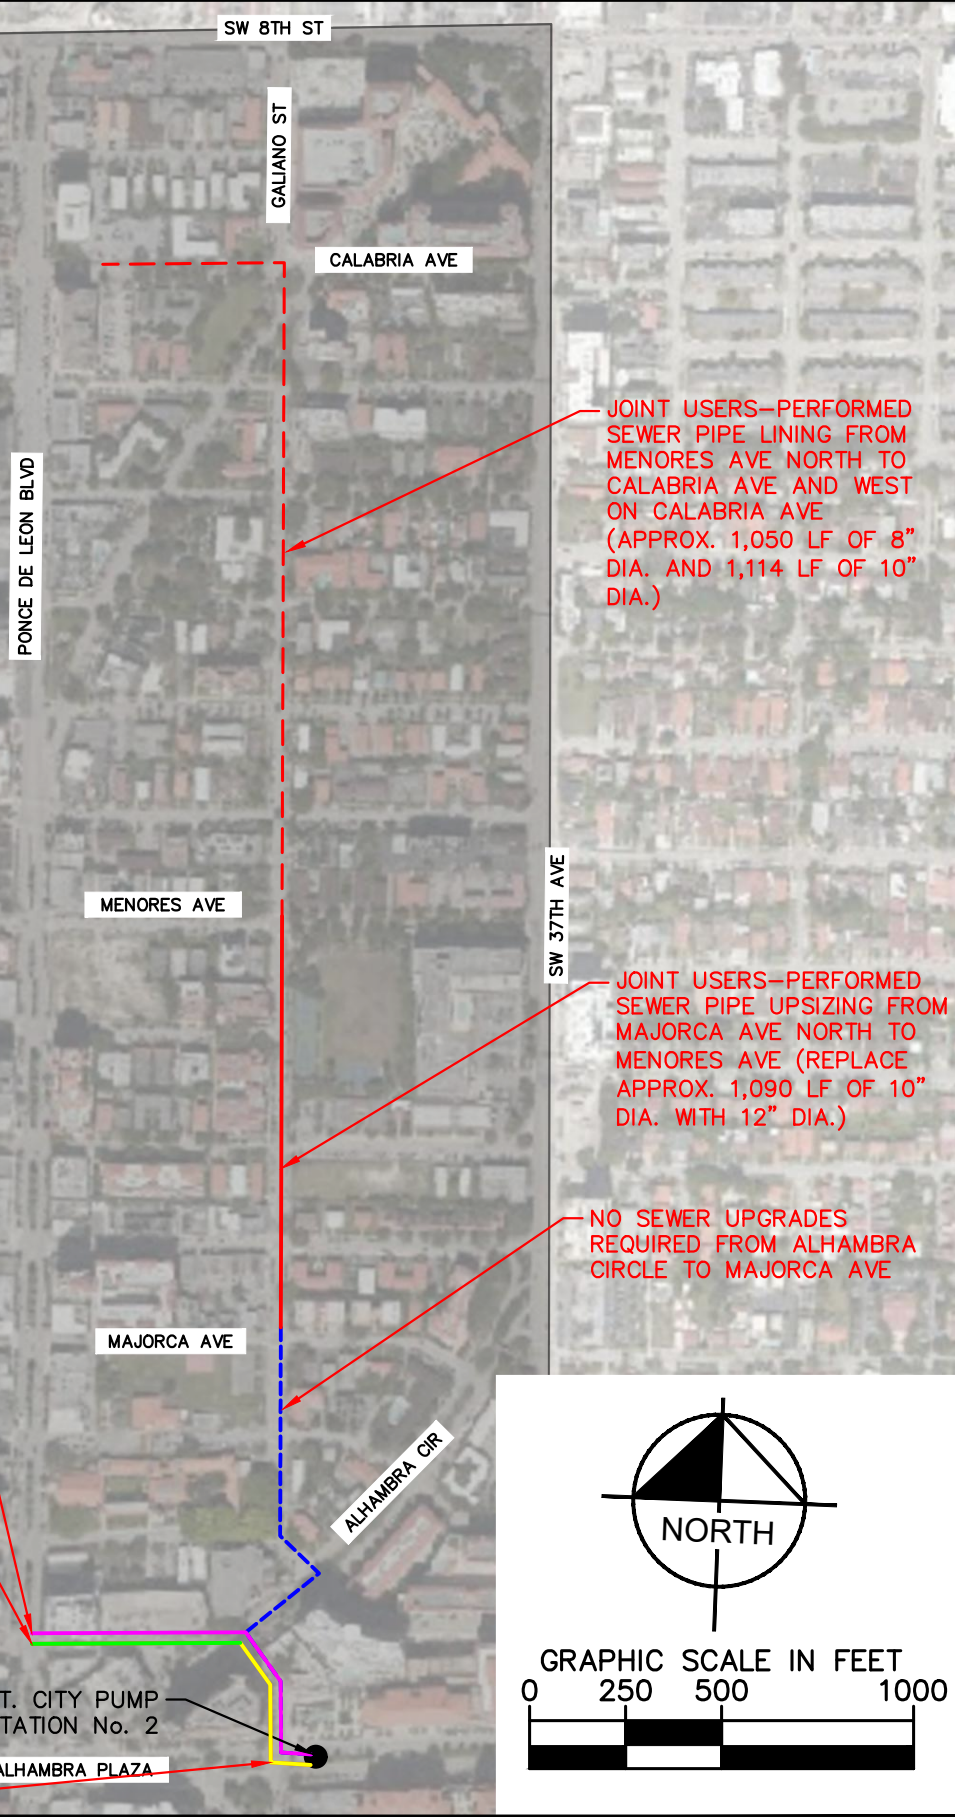 SW 8TH ST
GALIANO ST
CALABRIA AVE
PONCE DE LEON BLVD
JOINT USERS-PERFORMED
SEWER PIPE LINING FROM
MENORES AVE NORTH TO
CALABRIA AVE AND WEST
ON CALABRIA AVE
(APPROX. 1,050 LF OF 8"
DIA. AND 1,114 LF OF 10"
DIA.)
MENORES AVE
SW 37TH AVE
JOINT USERS-PERFORMED
SEWER PIPE UPSIZING FROM
MAJORCA AVE NORTH TO
MENORES AVE (REPLACE
APPROX. 1,090 LF OF 10"
DIA. WITH 12" DIA.)
NO SEWER UPGRADES
REQUIRED FROM ALHAMBRA
CIRCLE TO MAJORCA AVE
MAJORCA AVE
ALHAMBRA CIR
NORTH
GRAPHIC SCALE IN FEET
0 250 500 1000
T. CITY PUMP
TATION No. 2
ALHAMBRA PLAZA